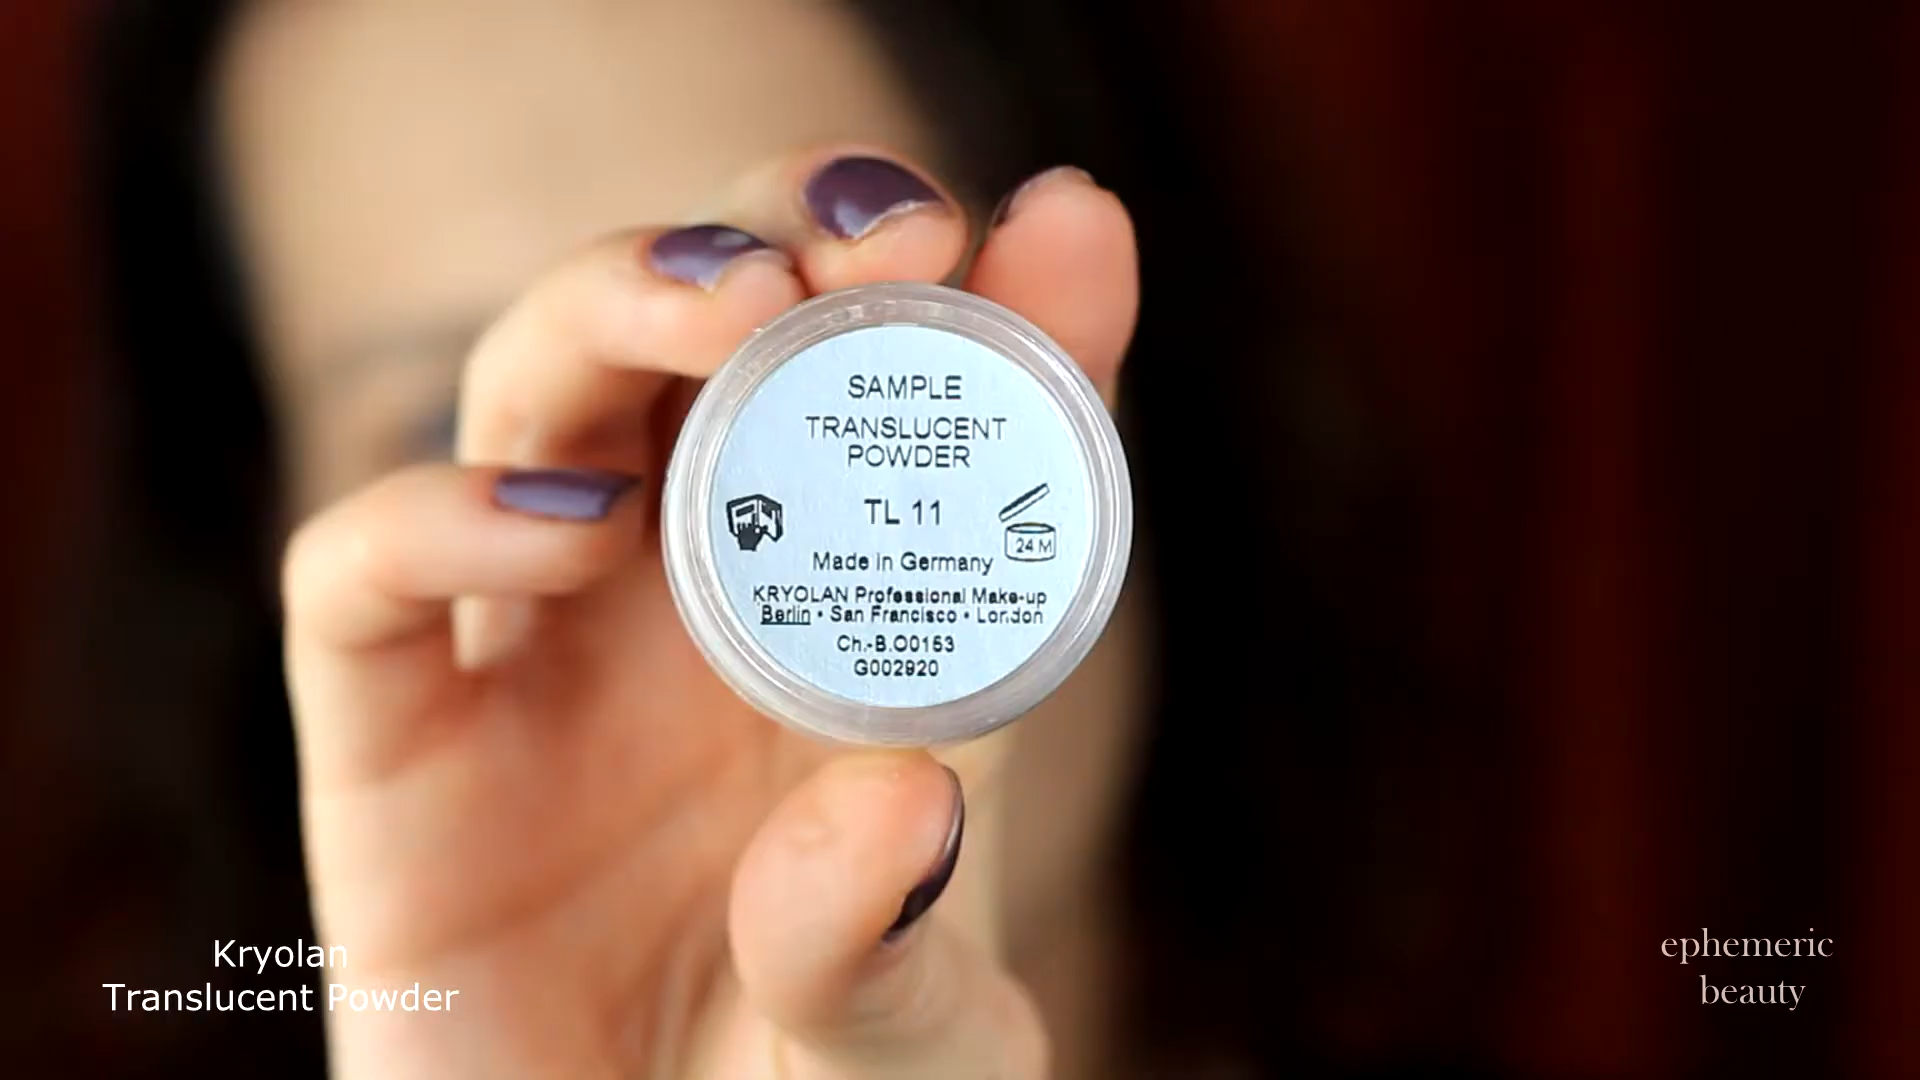 SAMPLE
TRANSLUCENT
POWDER
TL 11
24 M
Made in Germany
KRYOLAN Professional Make-up
Berlin • San Francisco • London
Ch.-B.O0153
G002920
Kryolan
Translucent Powder
ephemeric
beauty